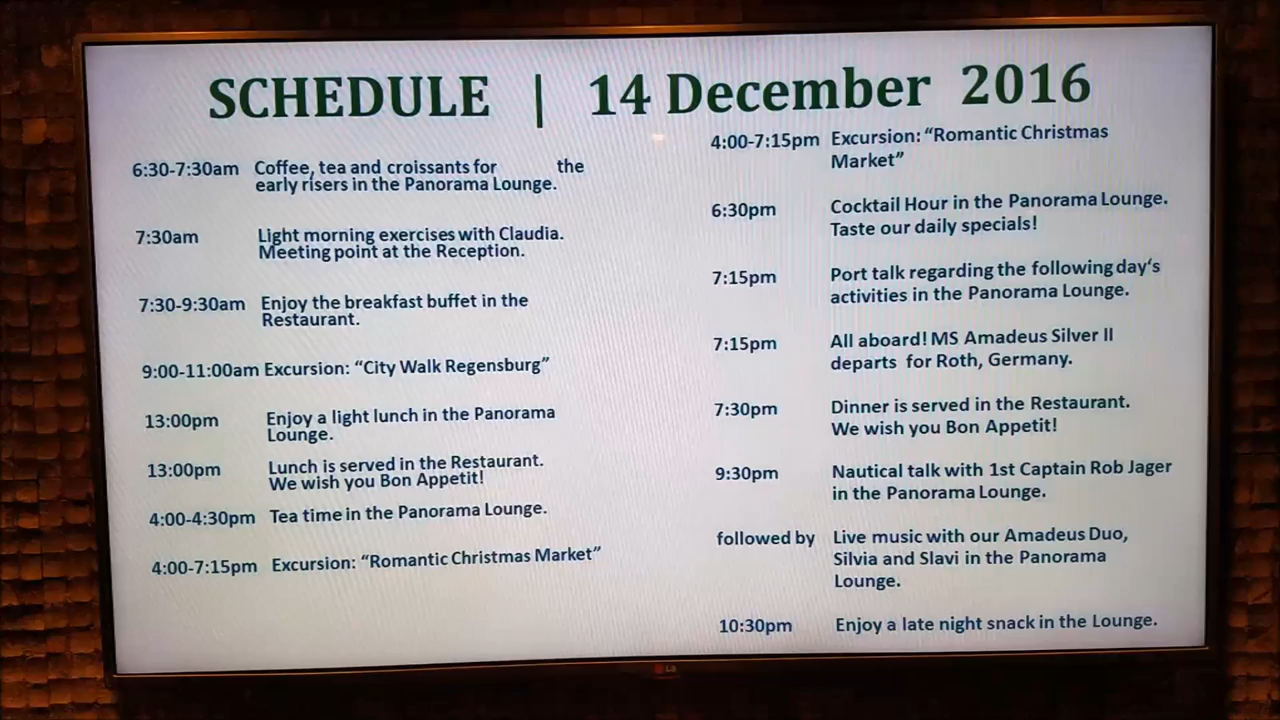 SCHEDULE | 14 December 2016
6:30-7:30am Coffee, tea and croissants for the
early risers in the Panorama Lounge.
7:30am Light morning exercises with Claudia.
Meeting point at the Reception.
7:30-9:30am Enjoy the breakfast buffet in the
Restaurant.
9:00-11:00am Excursion: “City Walk Regensburg”
13:00pm Enjoy a light lunch in the Panorama
Lounge.
13:00pm Lunch is served in the Restaurant.
We wish you Bon Appetit!
4:00-4:30pm Tea time in the Panorama Lounge.
4:00-7:15pm Excursion: “Romantic Christmas Market”
4:00-7:15pm Excursion: “Romantic Christmas
Market”
6:30pm Cocktail Hour in the Panorama Lounge.
Taste our daily specials!
7:15pm Port talk regarding the following day‘s
activities in the Panorama Lounge.
7:15pm All aboard! MS Amadeus Silver II
departs for Roth, Germany.
7:30pm Dinner is served in the Restaurant.
We wish you Bon Appetit!
9:30pm Nautical talk with 1st Captain Rob Jager
in the Panorama Lounge.
followed by Live music with our Amadeus Duo,
Silvia and Slavi in the Panorama
Lounge.
10:30pm Enjoy a late night snack in the Lounge.
LG